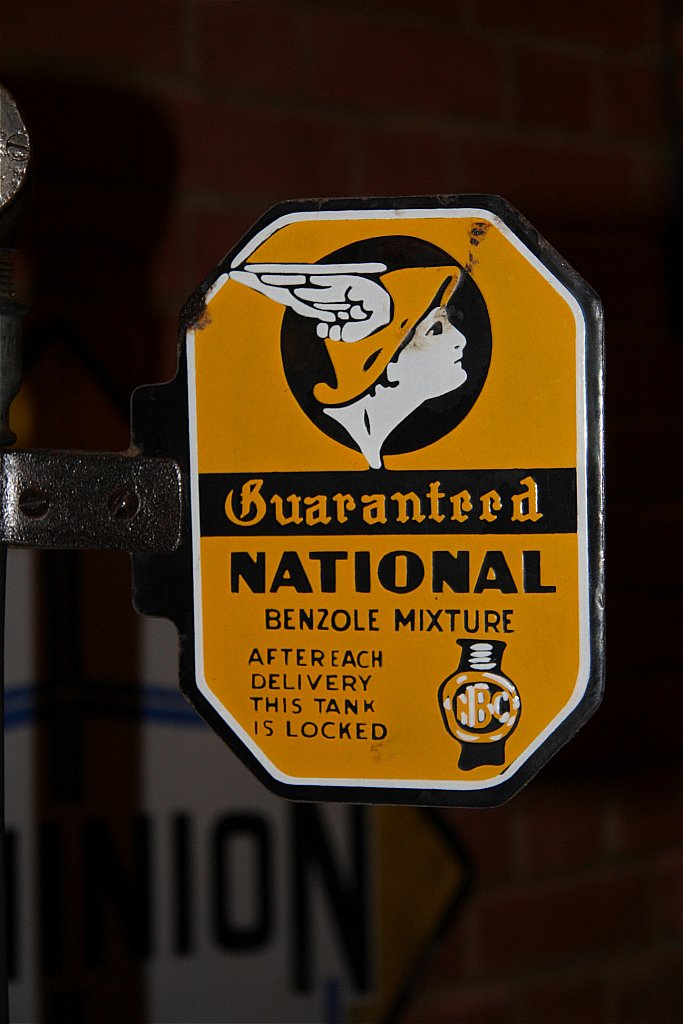 Guaranteed
NATIONAL
BENZOLE MIXTURE
AFTER EACH
DELIVERY
THIS TANK
IS LOCKED
NBC
INION